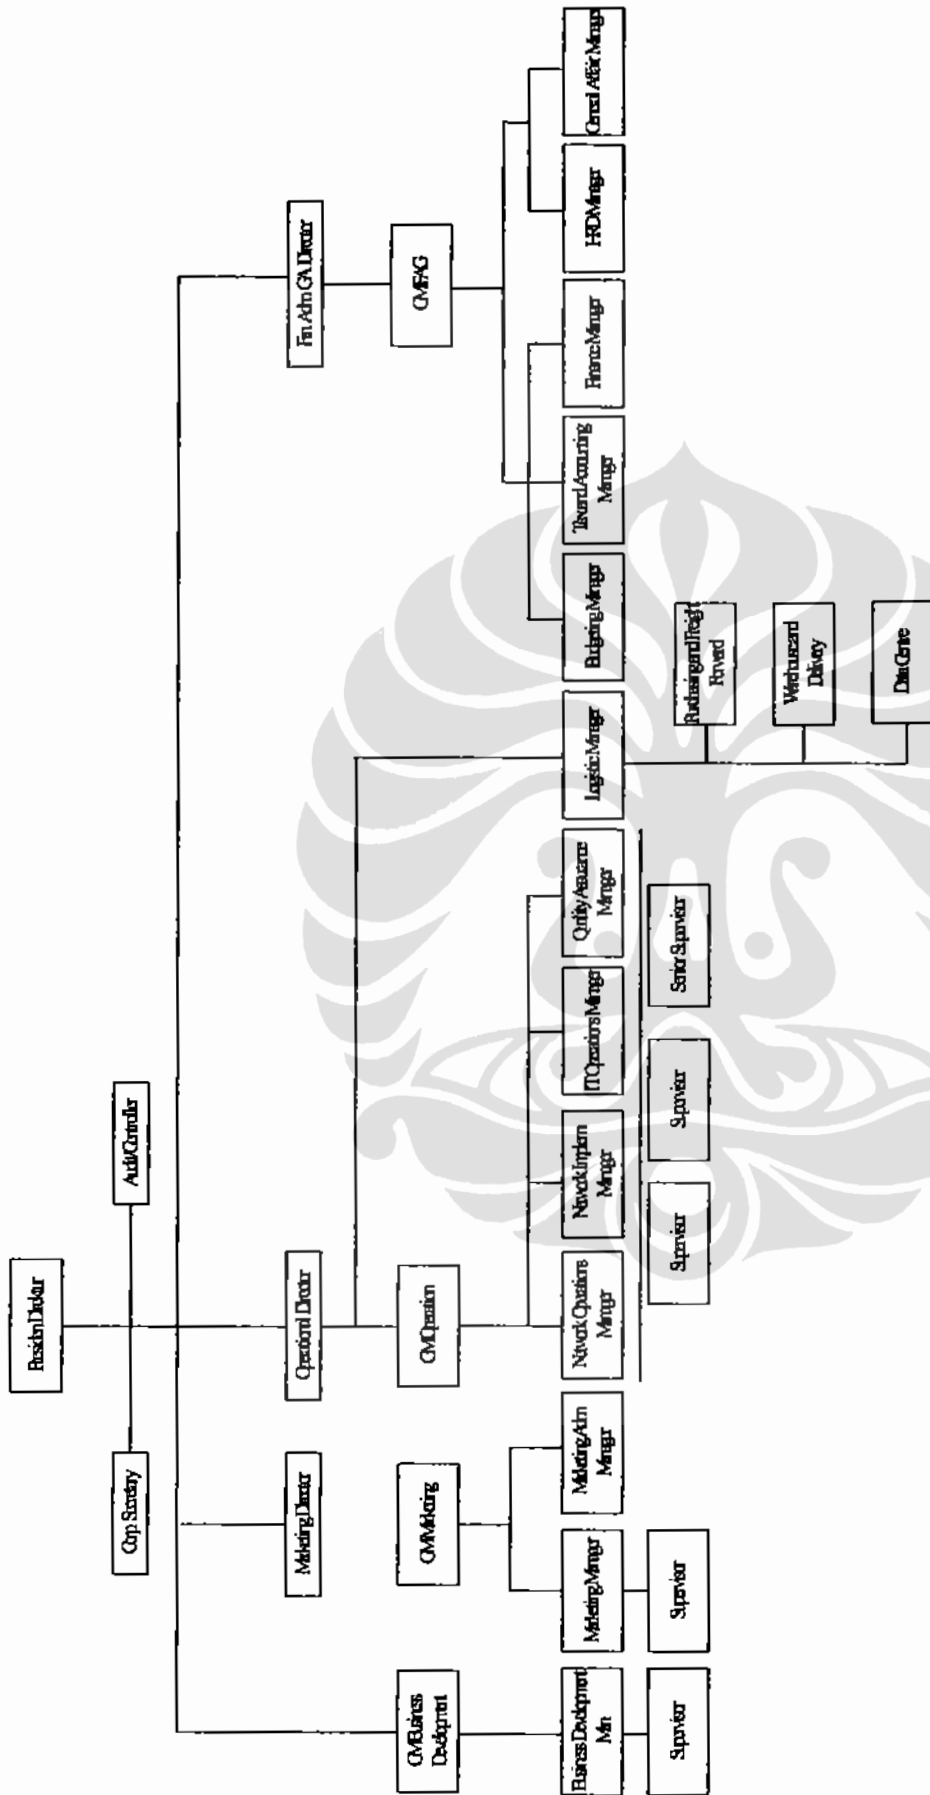 Presiden Direktur
Corp. Secretary
Audit/Controller
Marketing Director
Operational Director
Fin. Adm GA Director
GM Business
Development
GM Marketing
GM Operation
GM FAG
Business Development
Marketing Manager
Marketing Adm
Manager
Network Operations
Manager
Network Implem
Manager
IT Operations Manager
Quality Assurance
Manager
Logistic Manager
Budgeting Manager
Tax and Accounting
Manager
Finance Manager
HRD Manager
General Affair Manager
Supervisor
Supervisor
Supervisor
Supervisor
Senior Supervisor
Purchasing and Freight
Forward
Warehouse and
Delivery
Data Centre